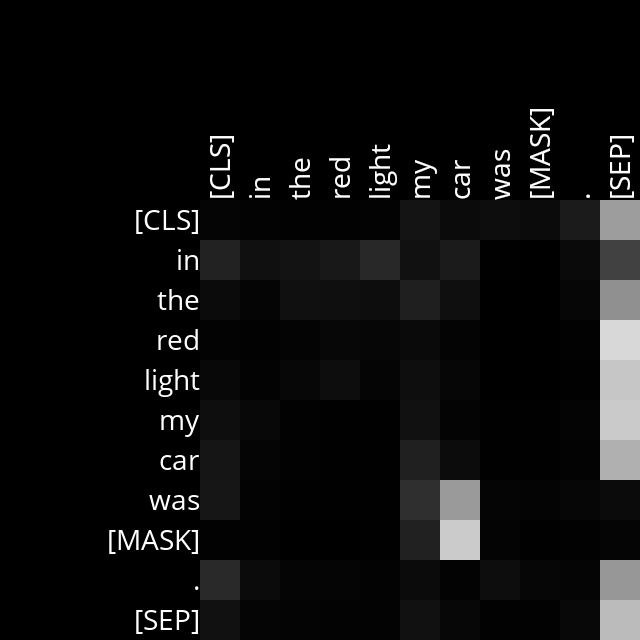 [CLS] in the red light my car was [MASK] . [SEP]
[CLS]
in
the
red
light
my
car
was
[MASK]
.
[SEP]